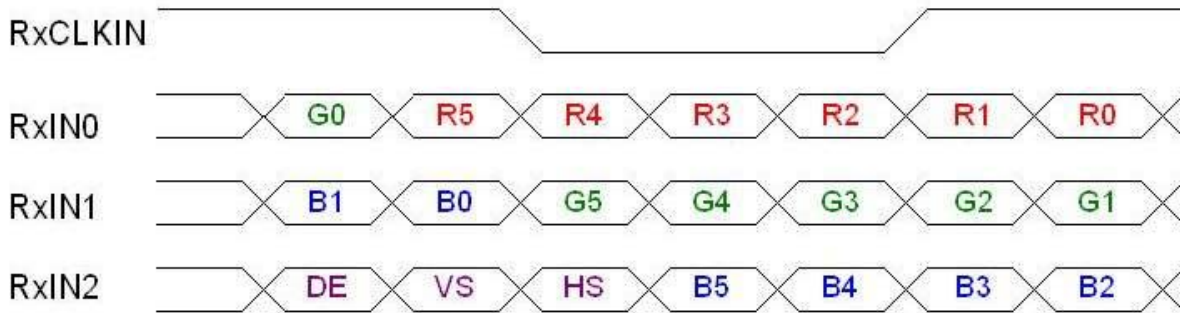 RxCLKIN
RxIN0 G0 R5 R4 R3 R2 R1 R0
RxIN1 B1 B0 G5 G4 G3 G2 G1
RxIN2 DE VS HS B5 B4 B3 B2